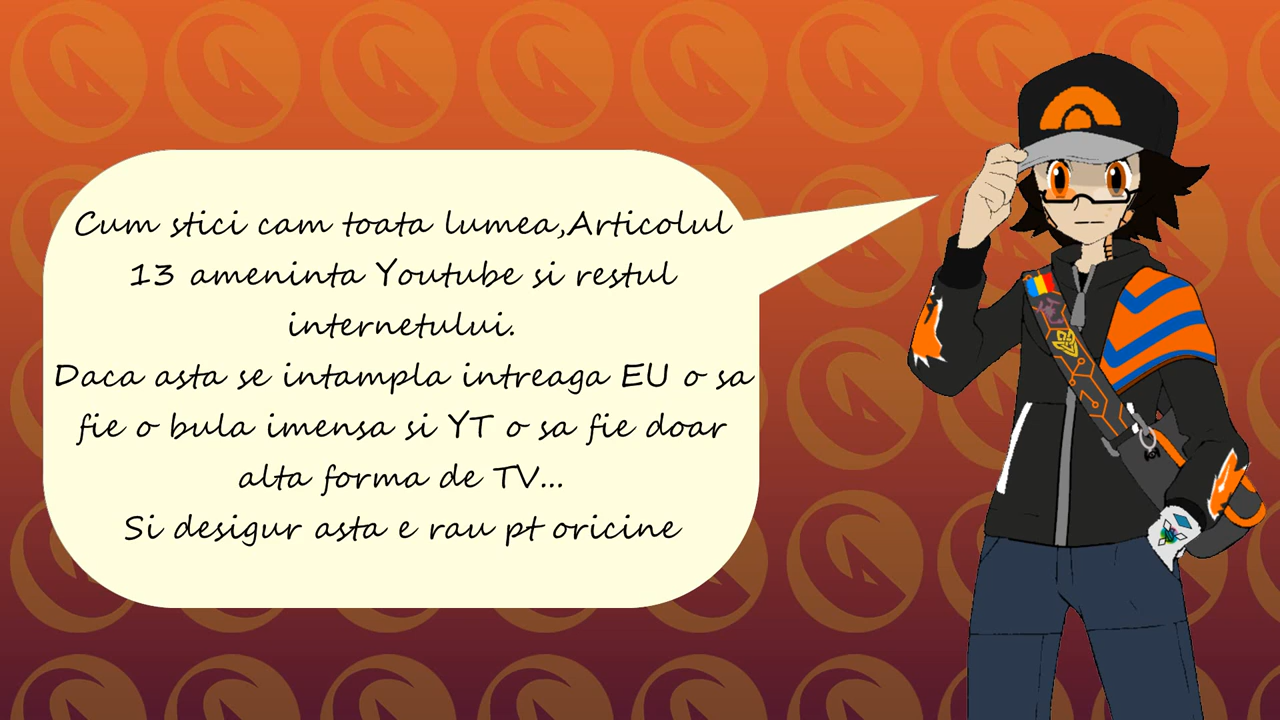 Cum stici cam toata lumea,Articolul
13 ameninta Youtube si restul
internetului.
Daca asta se intampla intreaga EU o sa
fie o bula imensa si YT o sa fie doar
alta forma de TV...
Si desigur asta e rau pt oricine